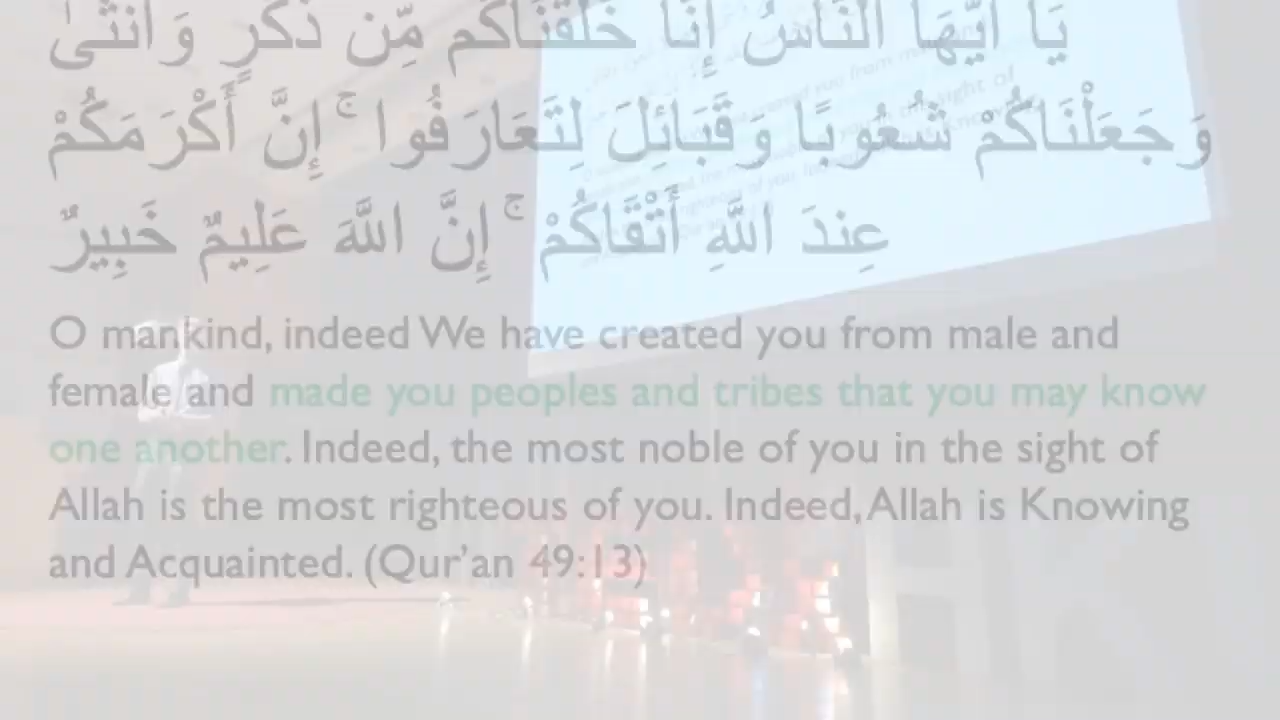 يَا أَيُّهَا النَّاسُ إِنَّا خَلَقْنَاكُم مِّن ذَكَرٍ وَأُنثَىٰ
وَجَعَلْنَاكُمْ شُعُوبًا وَقَبَائِلَ لِتَعَارَفُوا ۚ إِنَّ أَكْرَمَكُمْ
عِندَ اللَّهِ أَتْقَاكُمْ ۚ إِنَّ اللَّهَ عَلِيمٌ خَبِيرٌ
O mankind, indeed We have created you from male and
female and made you peoples and tribes that you may know
one another. Indeed, the most noble of you in the sight of
Allah is the most righteous of you. Indeed, Allah is Knowing
and Acquainted. (Qur’an 49:13)